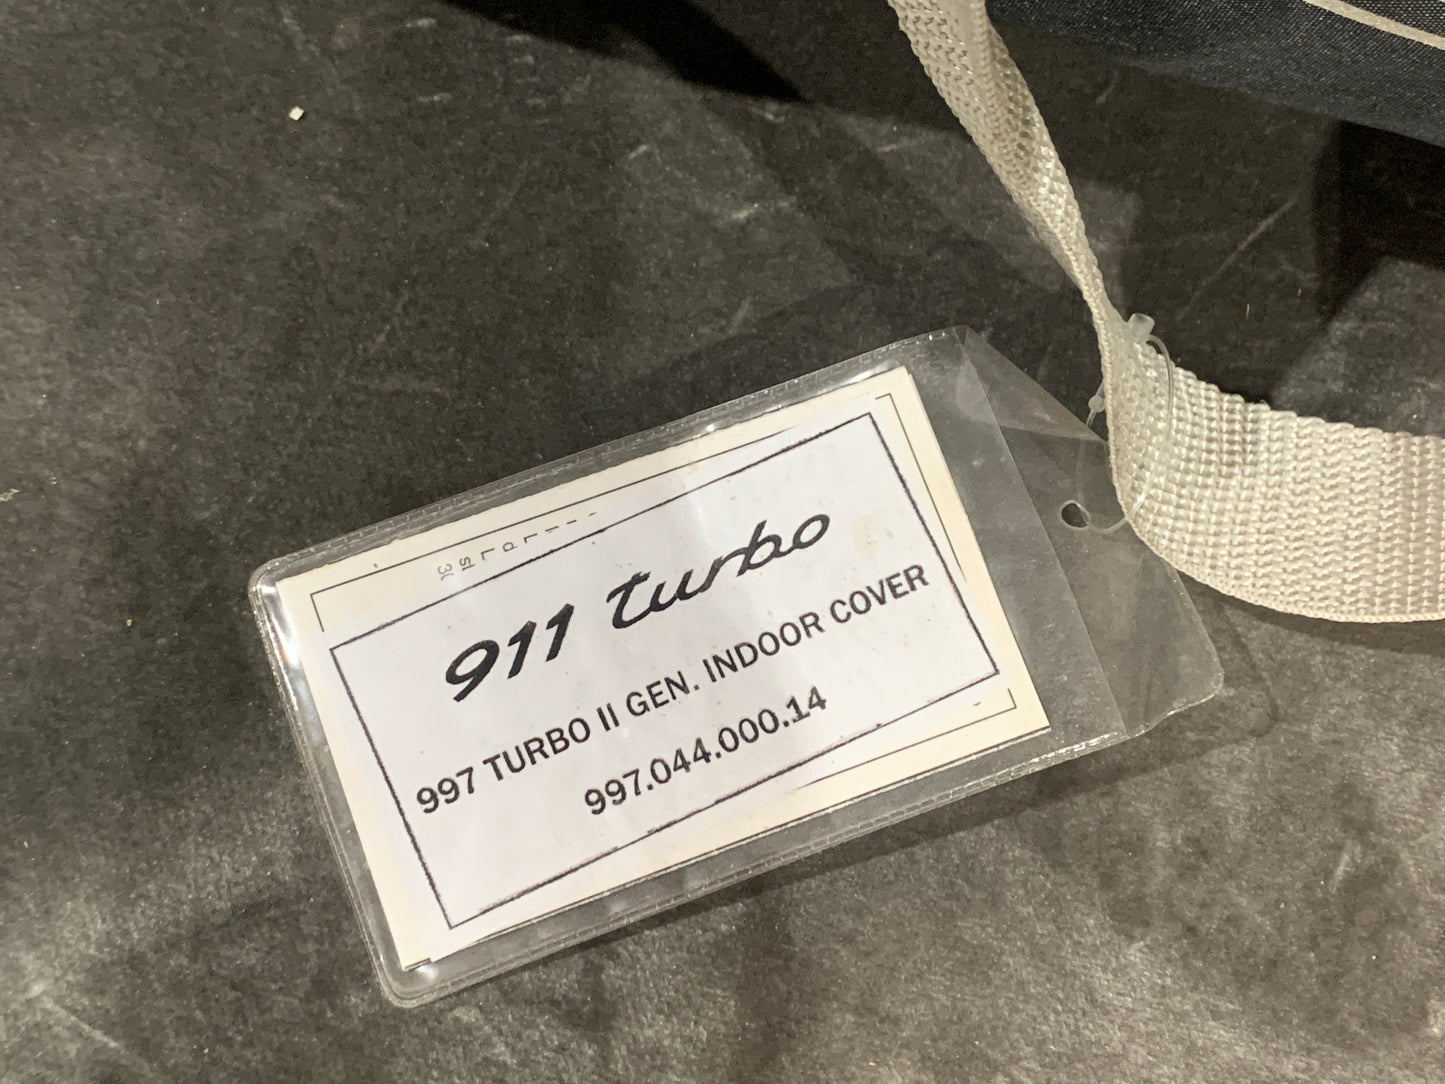 911 turbo
997 TURBO II GEN. INDOOR COVER
997.044.000.14